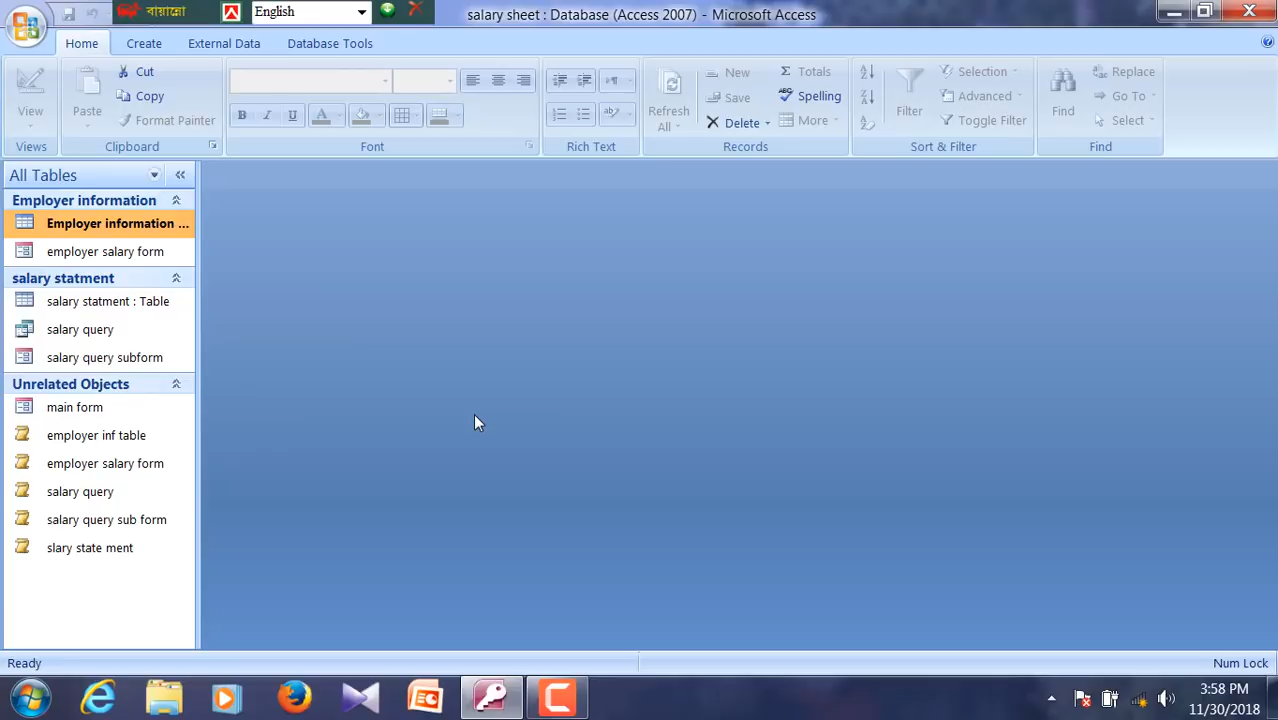 বায়ান্নো English
salary sheet : Database (Access 2007) - Microsoft Access
Home Create External Data Database Tools
View
Views
Paste
Cut
Copy
Format Painter
Clipboard
B I U A
Font
Rich Text
Refresh
All
New
Save
Delete
Totals
Spelling
More
Records
Filter
Selection
Advanced
Toggle Filter
Sort & Filter
Find
Replace
Go To
Select
Find
All Tables
Employer information
Employer information ...
employer salary form
salary statment
salary statment : Table
salary query
salary query subform
Unrelated Objects
main form
employer inf table
employer salary form
salary query
salary query sub form
slary state ment
Ready
Num Lock
3:58 PM
11/30/2018